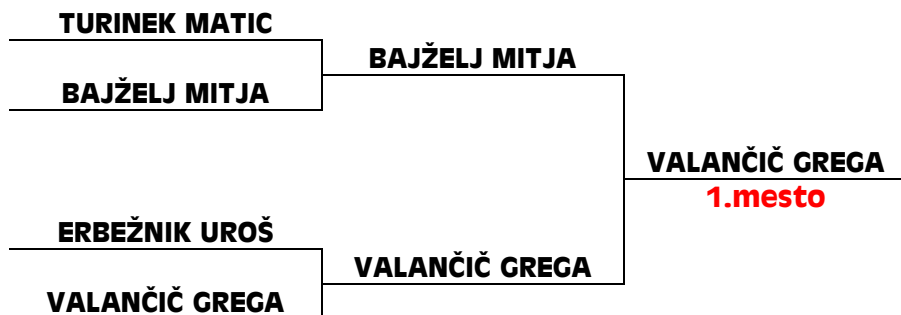 TURINEK MATIC
BAJŽELJ MITJA
BAJŽELJ MITJA
VALANČIČ GREGA
1.mesto
ERBEŽNIK UROŠ
VALANČIČ GREGA
VALANČIČ GREGA